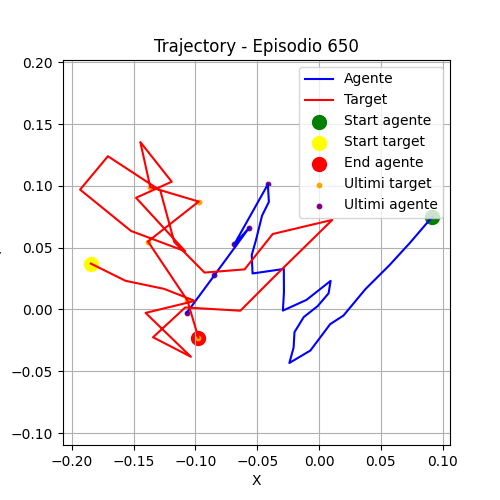 Trajectory - Episodio 650
Agente
Target
Start agente
Start target
End agente
Ultimi target
Ultimi agente
0.20
0.15
0.10
0.05
0.00
−0.05
−0.10
−0.20
−0.15
−0.10
−0.05
0.00
0.05
0.10
X